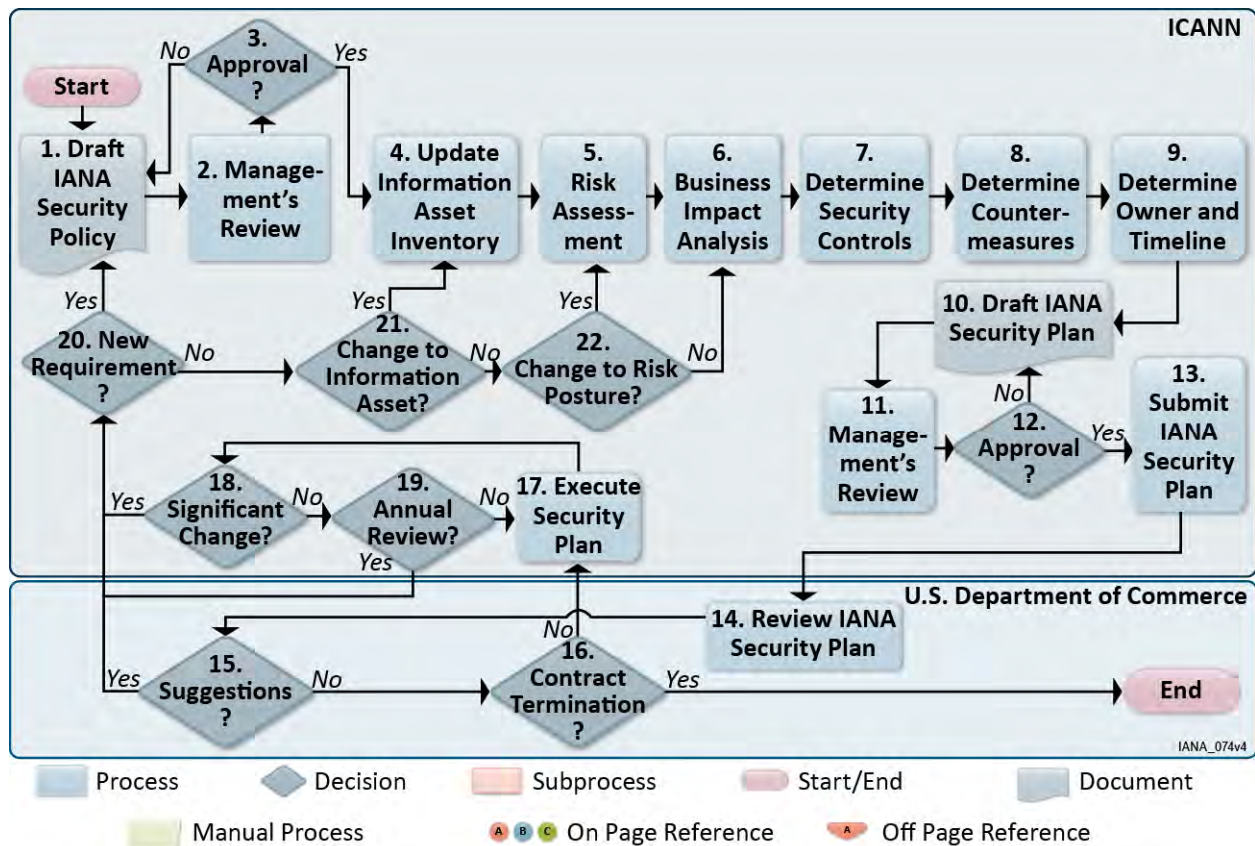 ICANN
Start
1. Draft
IANA
Security
Policy
2. Manage-
ment's
Review
3.
Approval
?
No
Yes
4. Update
Information
Asset
Inventory
5.
Risk
Assess-
ment
6.
Business
Impact
Analysis
7.
Determine
Security
Controls
8.
Determine
Counter-
measures
9.
Determine
Owner and
Timeline
10. Draft IANA
Security Plan
11.
Manage-
ment's
Review
12.
Approval
?
No
Yes
13.
Submit
IANA
Security
Plan
20. New
Requirement
?
Yes
No
21.
Change to
Information
Asset?
Yes
No
22.
Change to Risk
Posture?
Yes
No
18.
Significant
Change?
Yes
No
19.
Annual
Review?
No
Yes
17. Execute
Security
Plan
U.S. Department of Commerce
14. Review IANA
Security Plan
15.
Suggestions
?
Yes
No
16.
Contract
Termination
?
No
Yes
End
IANA_074v4
Process
Decision
Subprocess
Start/End
Document
Manual Process
A B C On Page Reference
A Off Page Reference